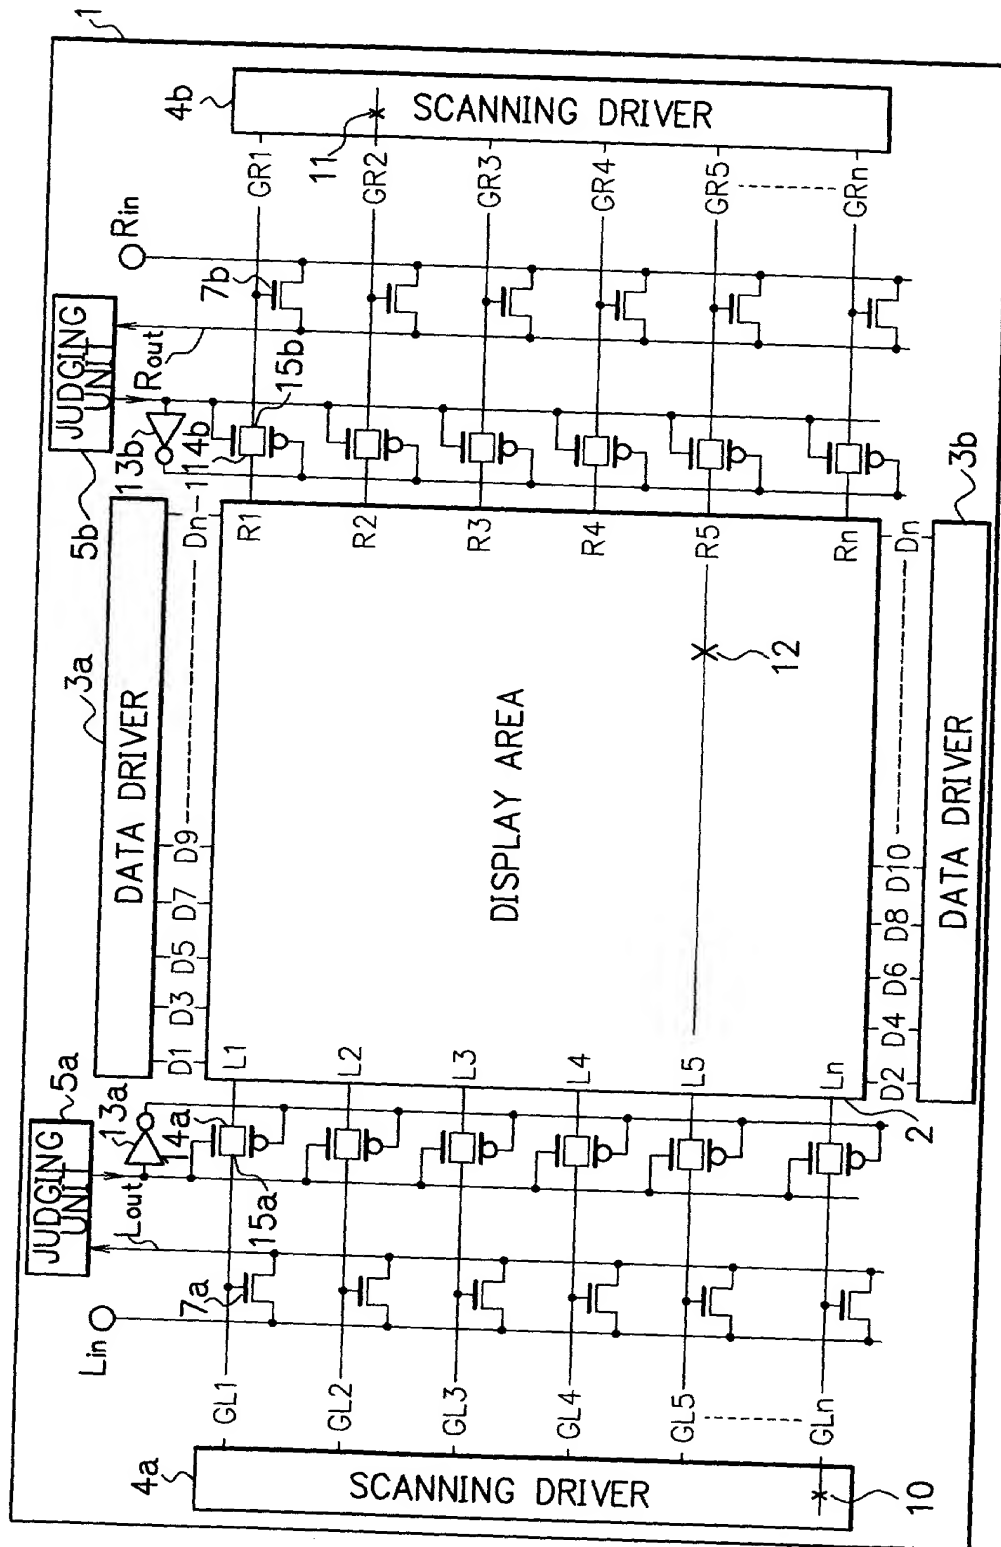 1
4b
SCANNING DRIVER
11
GR1
GR2
GR3
GR4
GR5
GRn
Rin
7b
JUDGING
UNIT
5b
Rout
13b
114b
15b
3a
DATA DRIVER
D1
D3
D5
D7
D9
Dn
R1
R2
R3
R4
R5
Rn
DISPLAY AREA
12
L1
L2
L3
L4
L5
Ln
D2
D4
D6
D8
D10
Dn
DATA DRIVER
3b
2
JUDGING
UNIT
5a
13a
14a
15a
Lout
7a
Lin
GL1
GL2
GL3
GL4
GL5
GLn
4a
SCANNING DRIVER
10